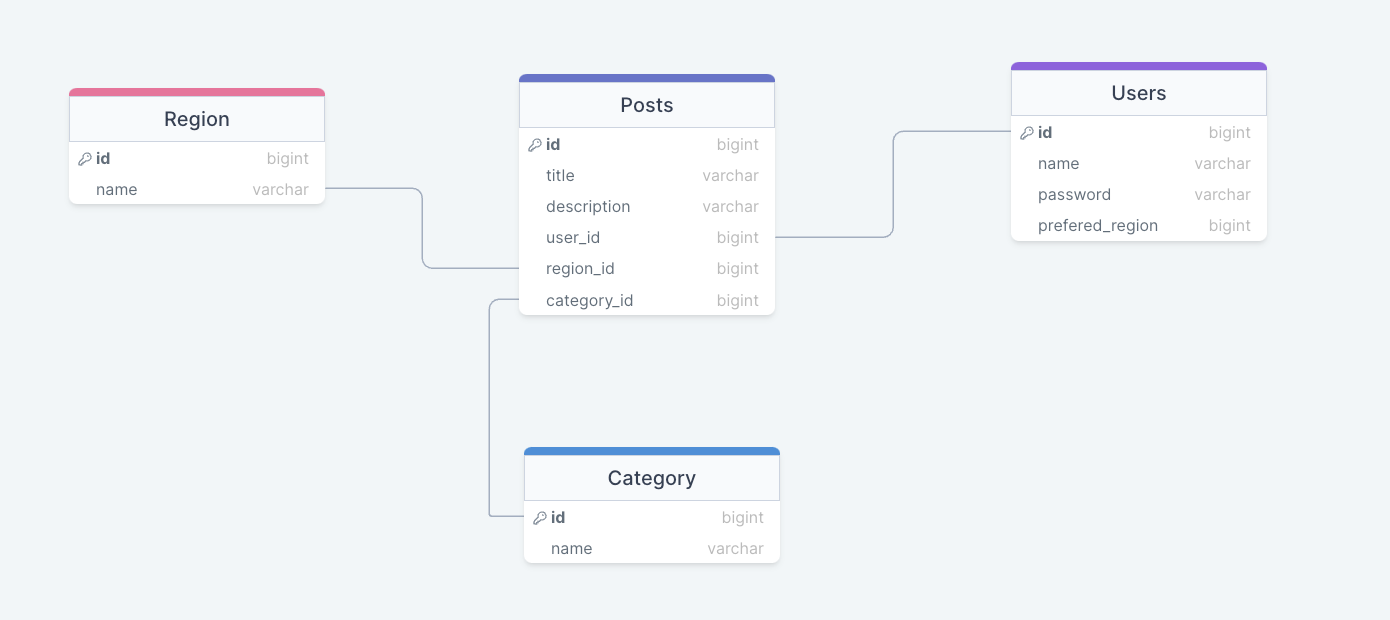 Region
id bigint
name varchar
Posts
id bigint
title varchar
description varchar
user_id bigint
region_id bigint
category_id bigint
Users
id bigint
name varchar
password varchar
prefered_region bigint
Category
id bigint
name varchar